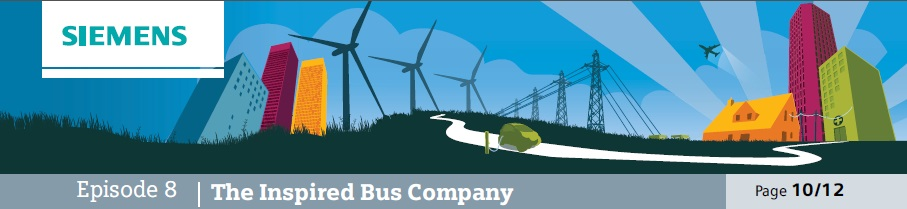 SIEMENS
Episode 8 | The Inspired Bus Company
Page 10/12